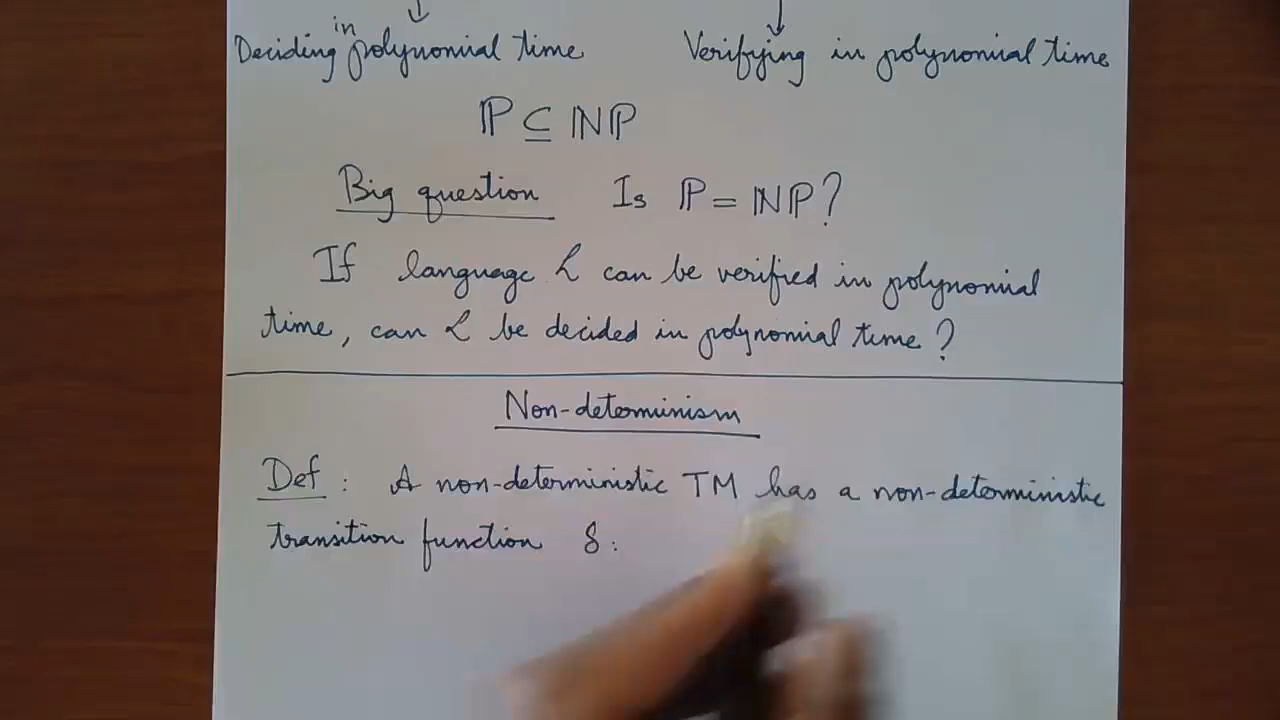 Deciding in polynomial time Verifying in polynomial time
ℙ ⊆ ℕℙ
Big question Is ℙ = ℕℙ?
If language L can be verified in polynomial
time, can L be decided in polynomial time?
Non-determinism
Def: A non-deterministic TM has a non-deterministic
transition function δ: